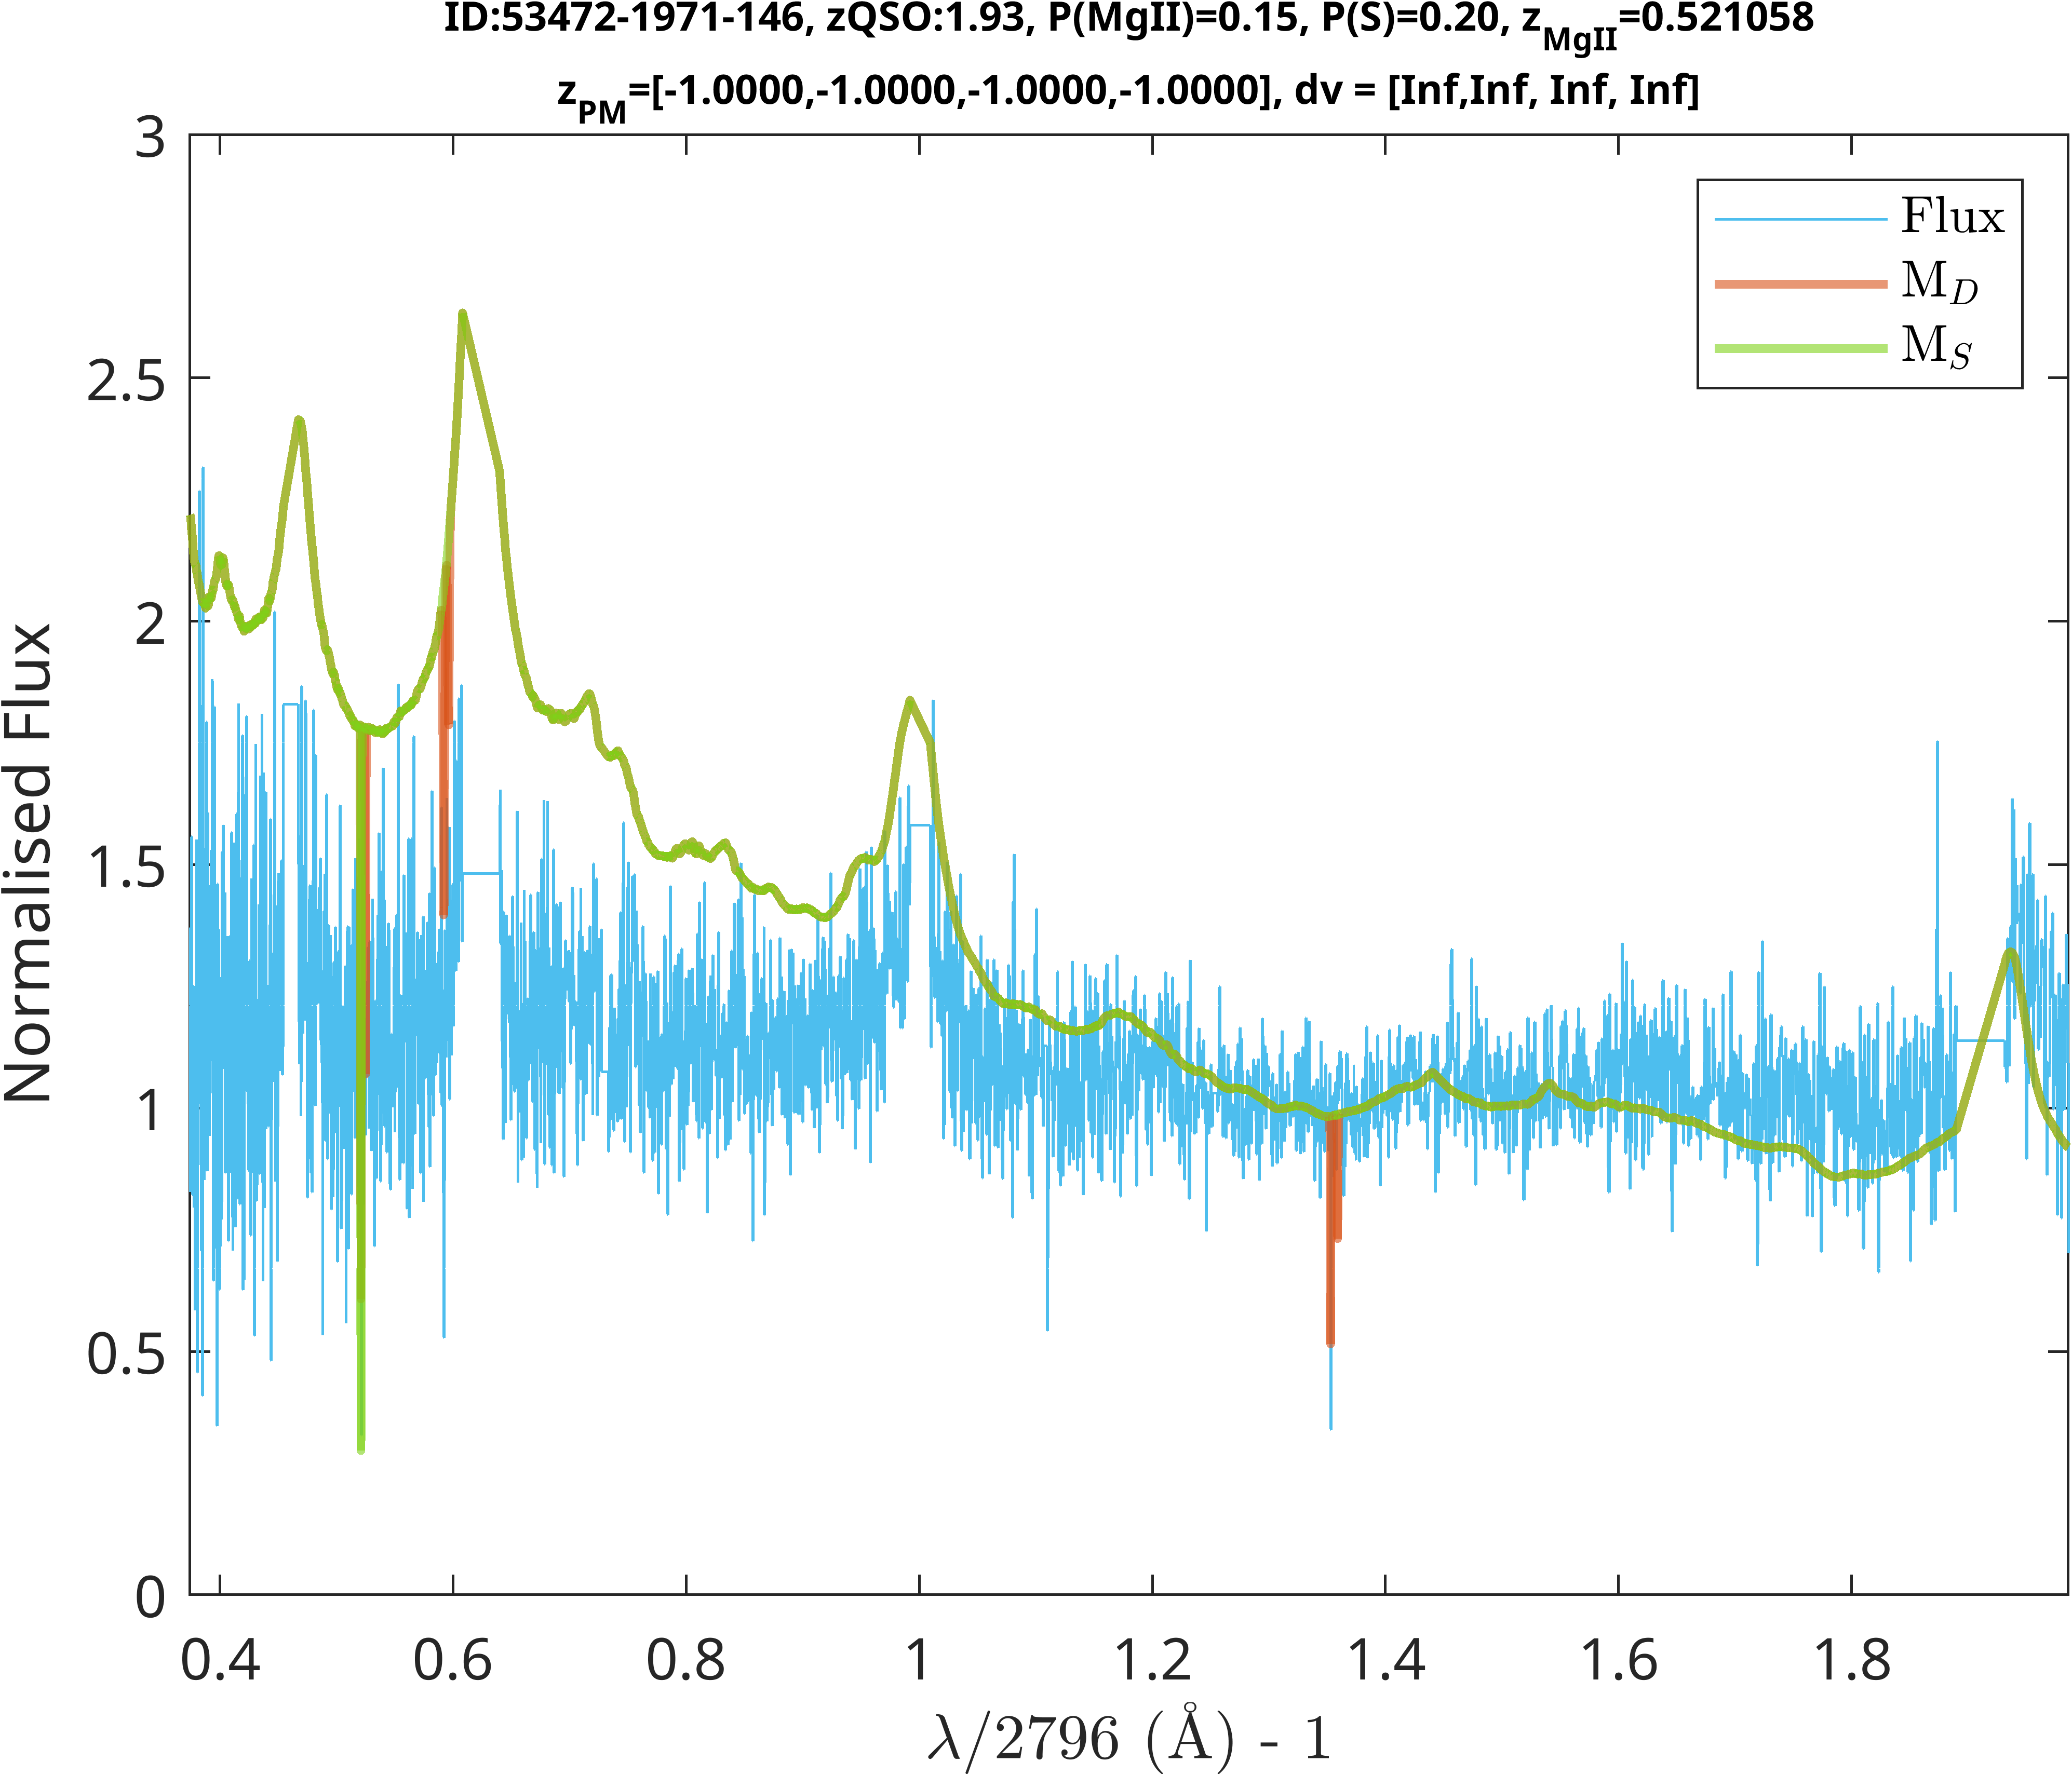 ID:53472-1971-146, zQSO:1.93, P(MgII)=0.15, P(S)=0.20, zMgII=0.521058
zPM=[-1.0000,-1.0000,-1.0000,-1.0000], dv = [Inf,Inf, Inf, Inf]
3
2.5
2
1.5
1
0.5
0
Normalised Flux
Flux
MD
MS
0.4 0.6 0.8 1 1.2 1.4 1.6 1.8
λ/2796 (Å) - 1